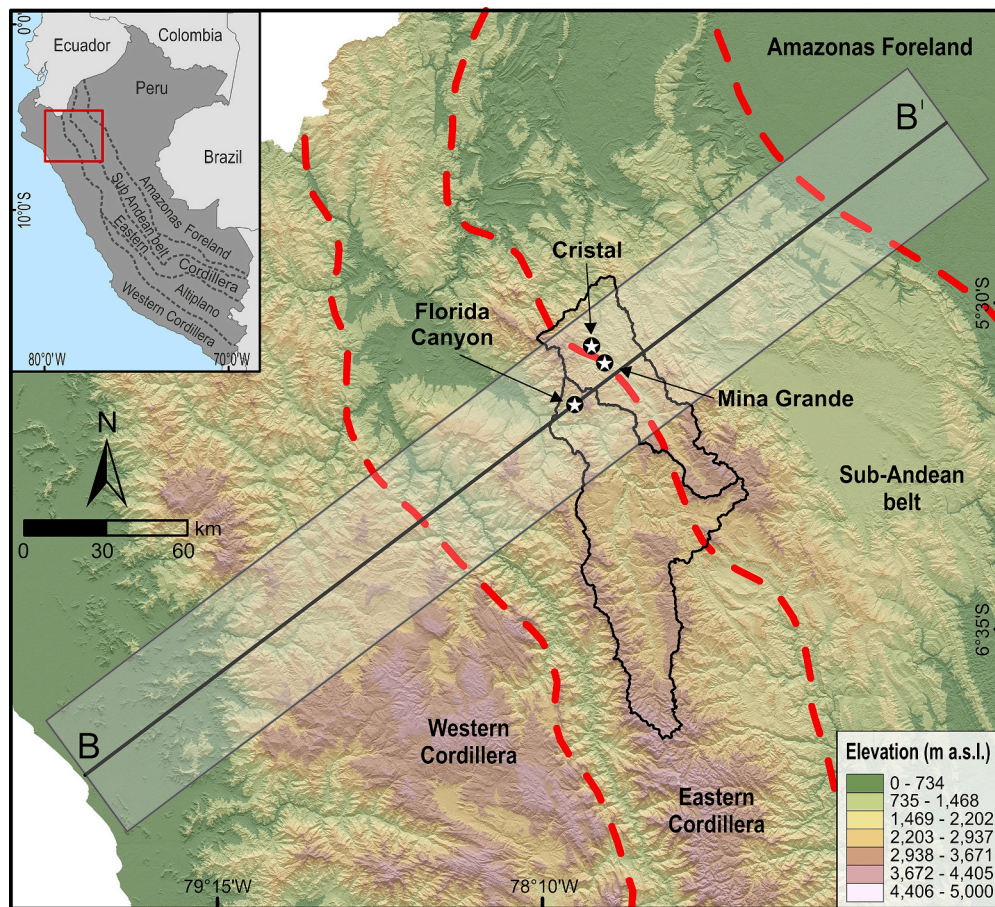 0°
Ecuador
Colombia
Peru
Brazil
10°S
Sub Andean belt
Amazonas Foreland
Eastern
Cordillera
Altiplano
Western Cordillera
80°0'W
70°0'W
Amazonas Foreland
B'
Cristal
Florida
Canyon
5°30'S
Mina Grande
N
Sub-Andean
belt
km
0 30 60
6°35'S
B
Western
Cordillera
Eastern
Cordillera
79°15'W
78°10'W
Elevation (m a.s.l.)
0 - 734
735 - 1,468
1,469 - 2,202
2,203 - 2,937
2,938 - 3,671
3,672 - 4,405
4,406 - 5,000